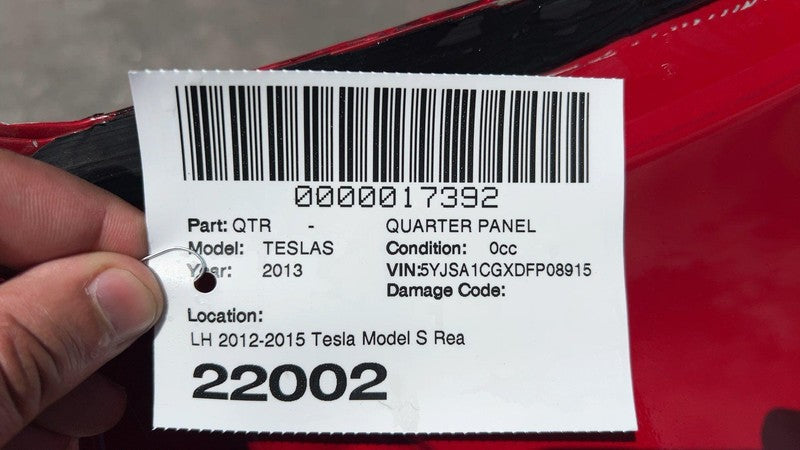 0000017392
Part: QTR - QUARTER PANEL
Model: TESLAS Condition: 0cc
Year: 2013 VIN:5YJSA1CGXDFP08915
Damage Code:
Location:
LH 2012-2015 Tesla Model S Rea
22002